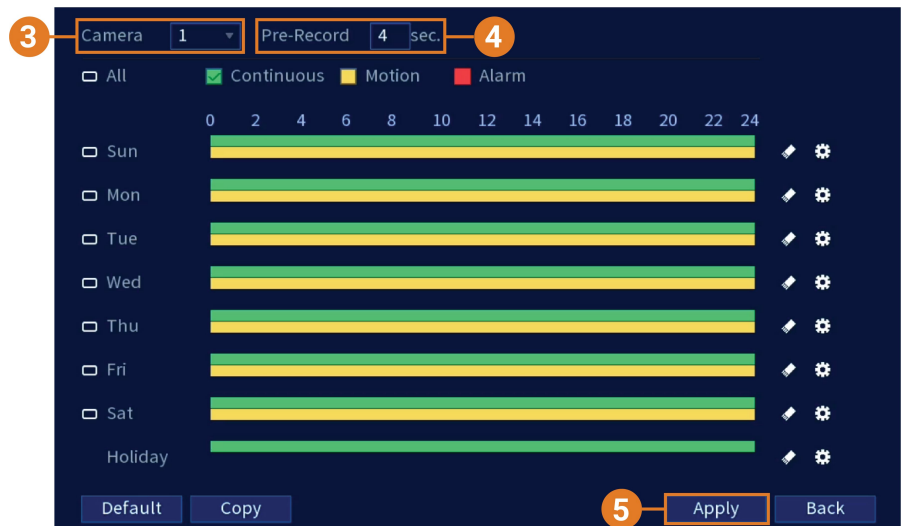 3 Camera 1 Pre-Record 4 sec. 4
All Continuous Motion Alarm
0 2 4 6 8 10 12 14 16 18 20 22 24
Sun
Mon
Tue
Wed
Thu
Fri
Sat
Holiday
Default Copy 5 Apply Back